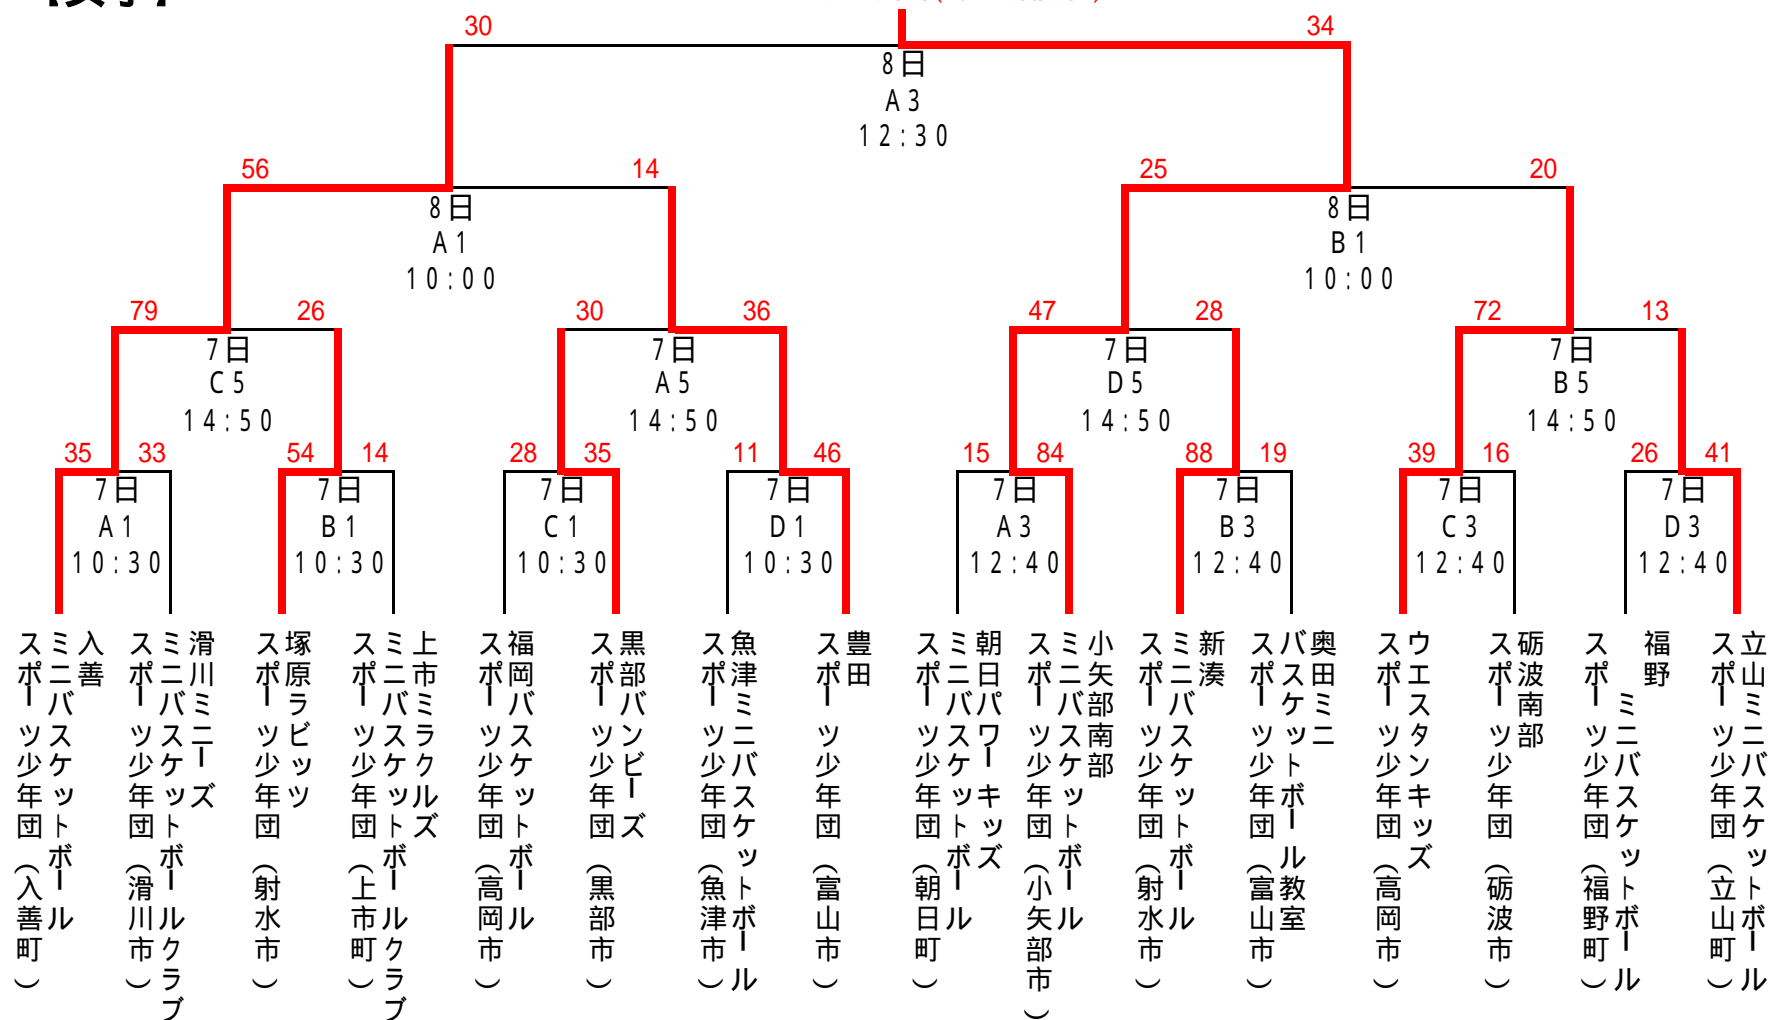 30
34
8日
A3
12:30
56
14
25
20
8日
A1
10:00
8日
B1
10:00
79
26
30
36
47
28
72
13
7日
C5
14:50
7日
A5
14:50
7日
D5
14:50
7日
B5
14:50
35
33
54
14
28
35
11
46
15
84
88
19
39
16
26
41
7日
A1
10:30
7日
B1
10:30
7日
C1
10:30
7日
D1
10:30
7日
A3
12:40
7日
B3
12:40
7日
C3
12:40
7日
D3
12:40
入善
ミニバスケットボール
スポーツ少年団(入善町)
滑川ミニーズ
ミニバスケットボールクラブ
スポーツ少年団(滑川市)
塚原ラビッツ
スポーツ少年団(射水市)
上市ミラクルズ
ミニバスケットボールクラブ
スポーツ少年団(上市町)
福岡バスケットボール
スポーツ少年団(高岡市)
黒部バンビーズ
スポーツ少年団(黒部市)
魚津ミニバスケットボール
スポーツ少年団(魚津市)
豊田
スポーツ少年団(富山市)
朝日パワーキッズ
ミニバスケットボール
スポーツ少年団(朝日町)
小矢部南部
ミニバスケットボール
スポーツ少年団(小矢部市)
新湊
ミニバスケットボール
スポーツ少年団(射水市)
奥田ミニ
バスケットボール教室
スポーツ少年団(富山市)
ウエスタンキッズ
スポーツ少年団(高岡市)
砺波南部
スポーツ少年団(砺波市)
福野
ミニバスケットボール
スポーツ少年団(福野町)
立山ミニバスケットボール
スポーツ少年団(立山町)